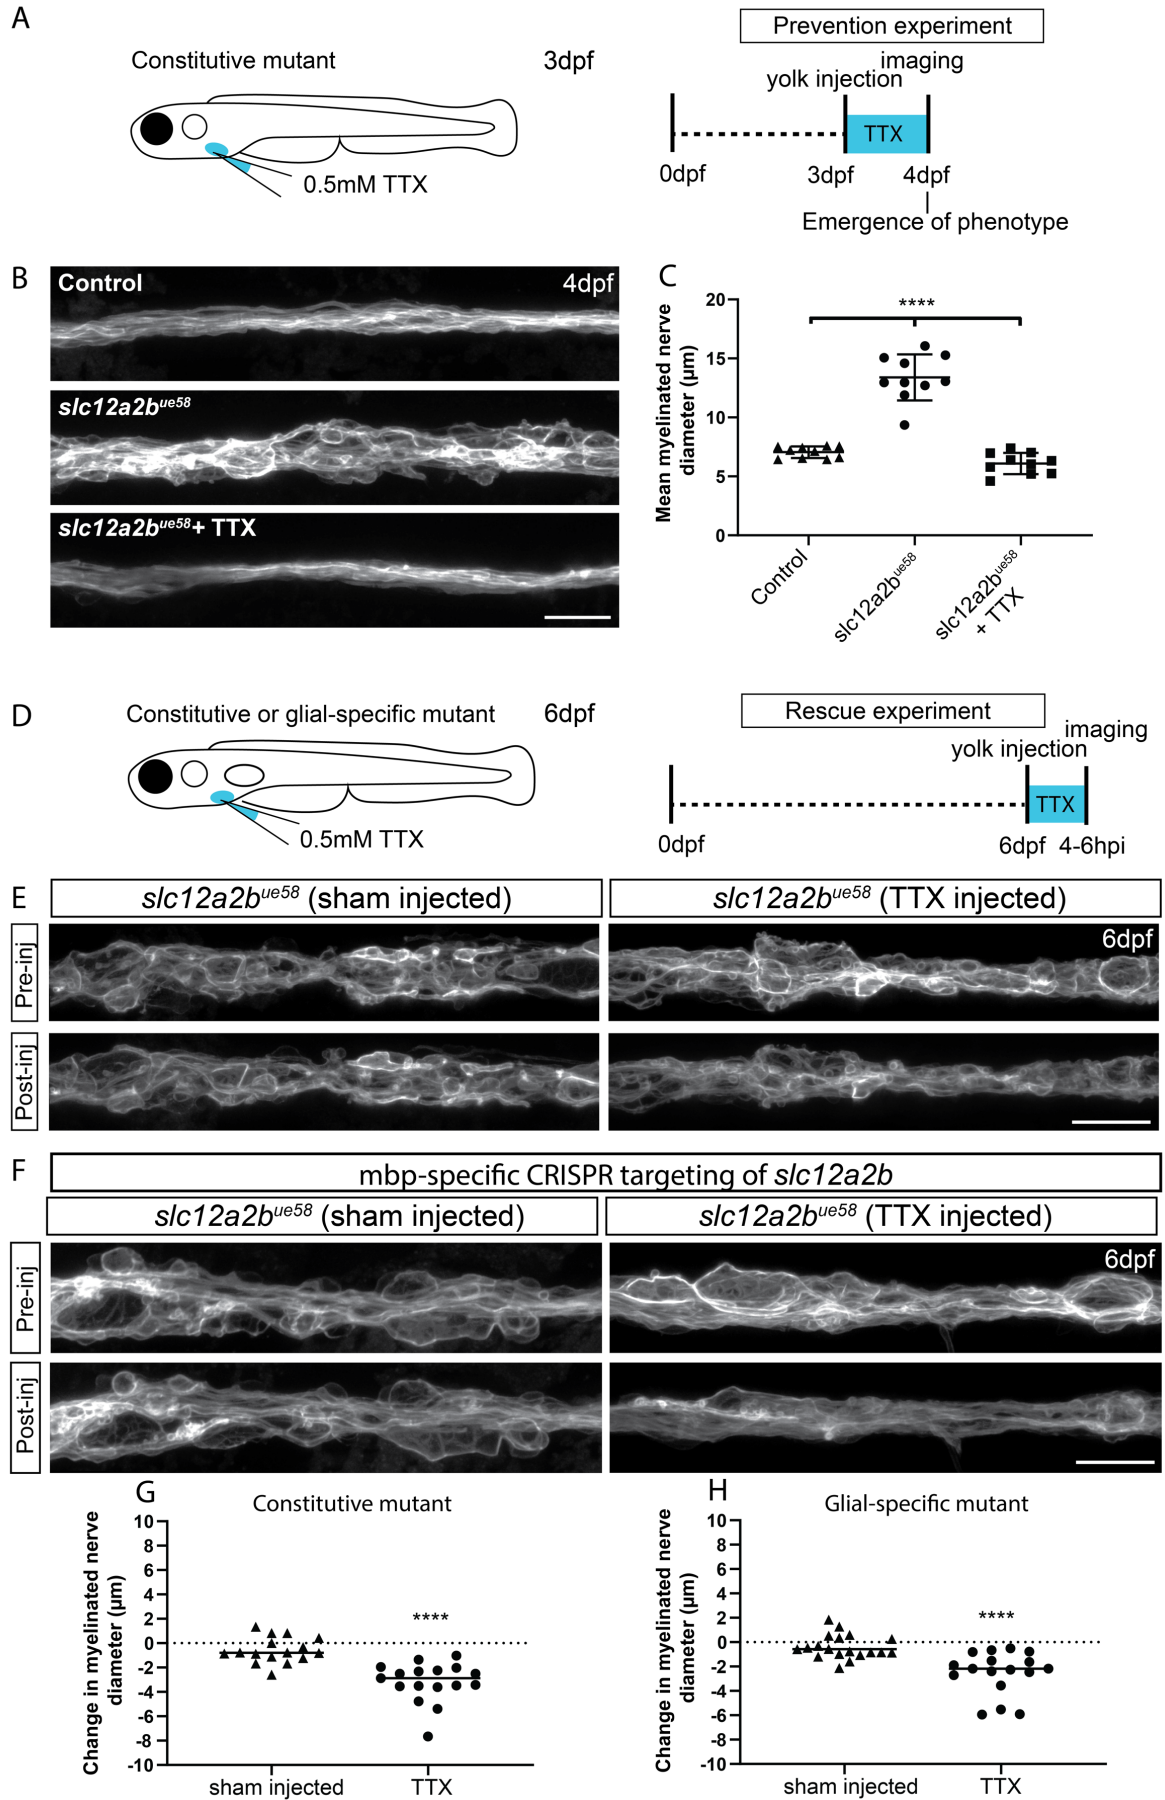 A
Constitutive mutant
3dpf
0.5mM TTX
Prevention experiment
imaging
yolk injection
TTX
0dpf
3dpf
4dpf
Emergence of phenotype
B
Control
4dpf
slc12a2bue58
slc12a2bue58+ TTX
C
Mean myelinated nerve
diameter (µm)
20
15
10
5
0
****
Control
slc12a2bue58
slc12a2bue58
+ TTX
D
Constitutive or glial-specific mutant
6dpf
0.5mM TTX
Rescue experiment
imaging
yolk injection
TTX
0dpf
6dpf
4-6hpi
E
slc12a2bue58 (sham injected)
slc12a2bue58 (TTX injected)
Pre-inj
6dpf
Post-inj
F
mbp-specific CRISPR targeting of slc12a2b
slc12a2bue58 (sham injected)
slc12a2bue58 (TTX injected)
Pre-inj
6dpf
Post-inj
G
Constitutive mutant
Change in myelinated nerve
diameter (µm)
10
8
6
4
2
0
-2
-4
-6
-8
-10
****
sham injected
TTX
H
Glial-specific mutant
Change in myelinated nerve
diameter (µm)
10
8
6
4
2
0
-2
-4
-6
-8
-10
****
sham injected
TTX